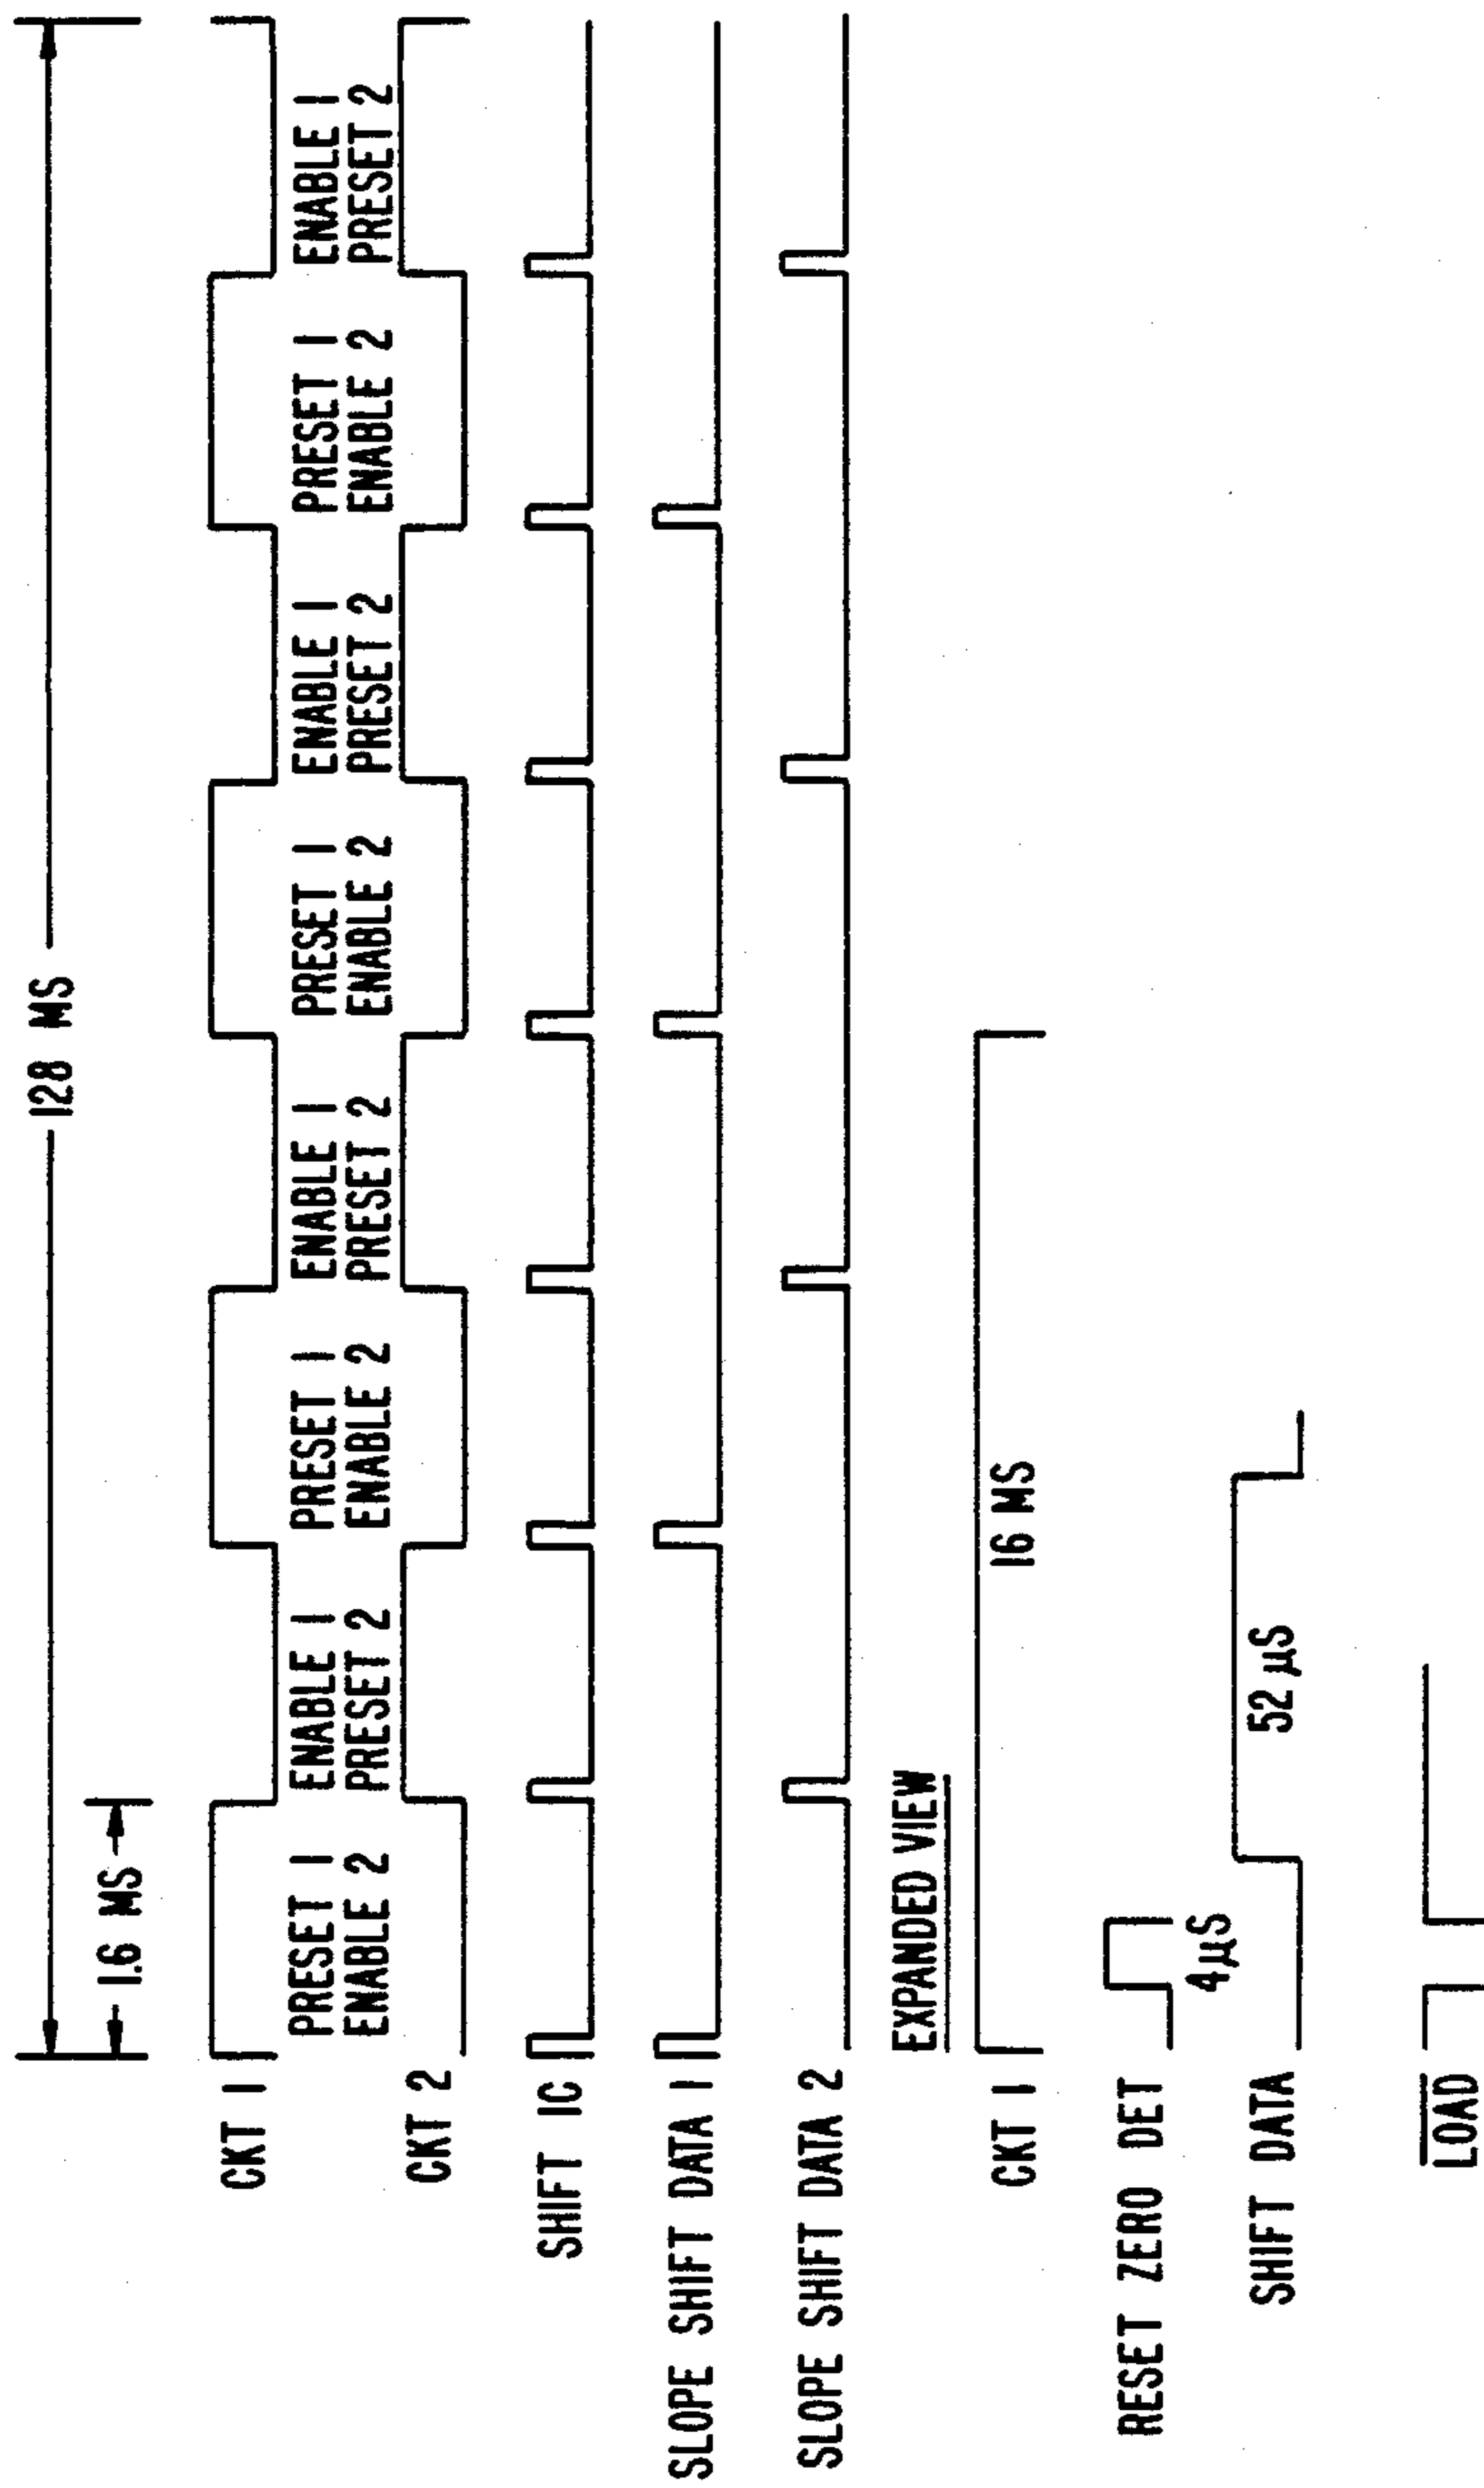 128 MS
1.6 MS
CKT 1
PRESET 1 ENABLE 1 PRESET 1 ENABLE 1 PRESET 1 ENABLE 1 PRESET 1 ENABLE 1
ENABLE 2 PRESET 2 ENABLE 2 PRESET 2 ENABLE 2 PRESET 2 ENABLE 2 PRESET 2
CKT 2
SHIFT 1C
SLOPE SHIFT DATA 1
SLOPE SHIFT DATA 2
EXPANDED VIEW
CKT 1
16 MS
RESET ZERO DET
4µS
SHIFT DATA
52 µS
LOAD